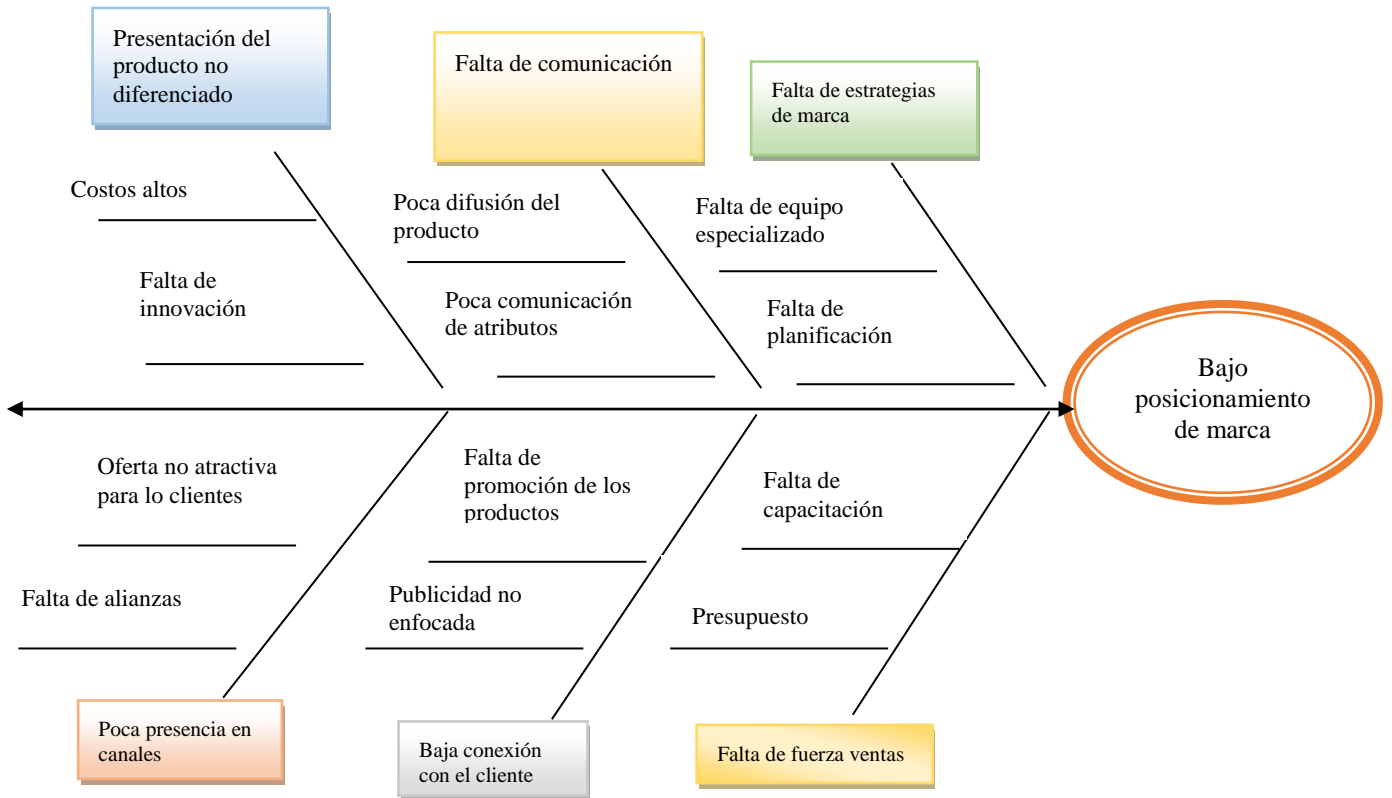 Presentación del
producto no
diferenciado
Falta de comunicación
Falta de estrategias
de marca
Costos altos
Poca difusión del
producto
Falta de equipo
especializado
Falta de
innovación
Poca comunicación
de atributos
Falta de
planificación
Bajo
posicionamiento
de marca
Oferta no atractiva
para lo clientes
Falta de
promoción de los
productos
Falta de
capacitación
Falta de alianzas
Publicidad no
enfocada
Presupuesto
Poca presencia en
canales
Baja conexión
con el cliente
Falta de fuerza ventas